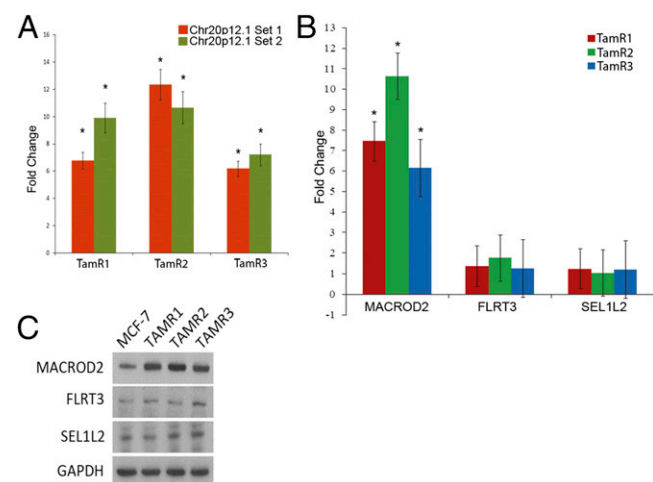 A
Chr20p12.1 Set 1
Chr20p12.1 Set 2
Fold Change
16
14
12
10
8
6
4
2
0
* * * * * *
TamR1 TamR2 TamR3
B
TamR1
TamR2
TamR3
Fold Change
13
12
11
10
9
8
7
6
5
4
3
2
1
0
-1
* * *
MACROD2 FLRT3 SEL1L2
C
MCF-7 TAMR1 TAMR2 TAMR3
MACROD2
FLRT3
SEL1L2
GAPDH